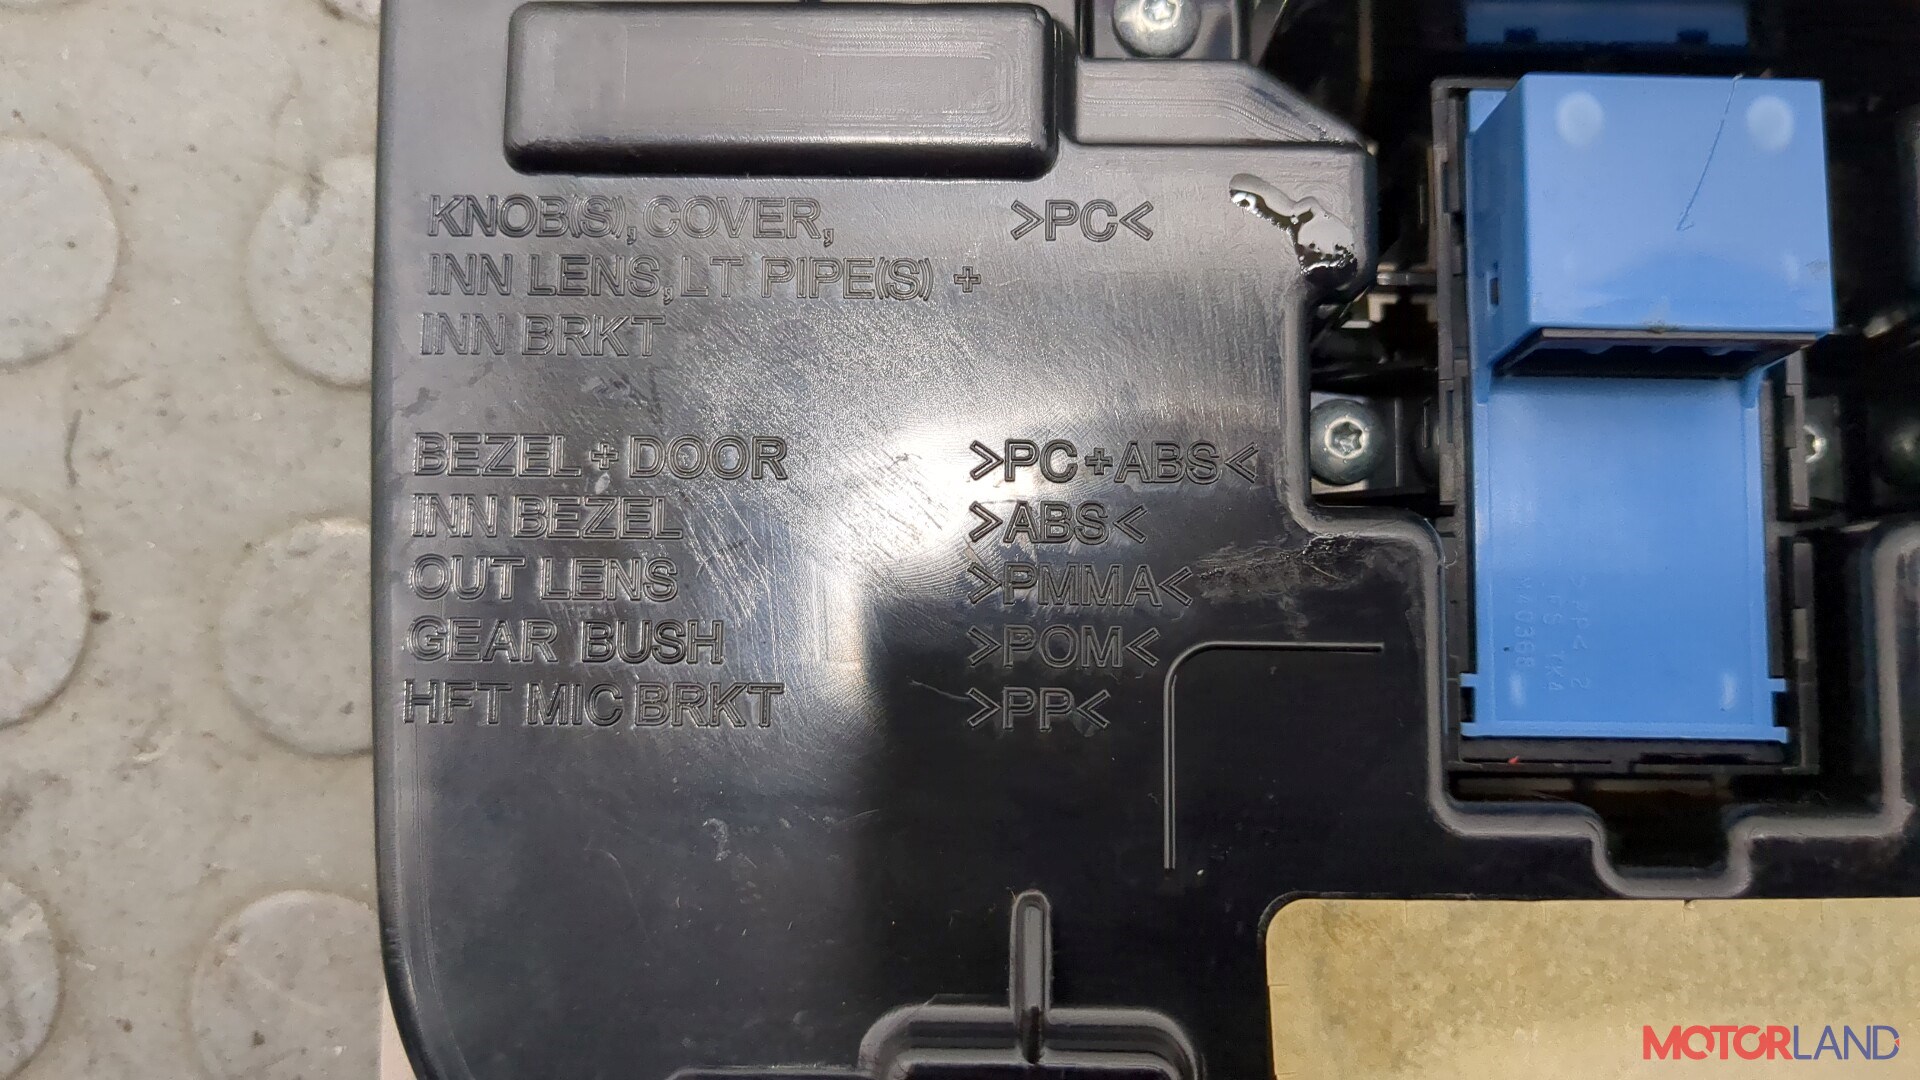 KNOB(S), COVER, >PC<
INN LENS, LT PIPE(S) +
INN BRKT
BEZEL + DOOR >PC+ABS<
INN BEZEL >ABS<
OUT LENS >PMMA<
GEAR BUSH >POM<
HFT MIC BRKT >PP<
MOTORLAND